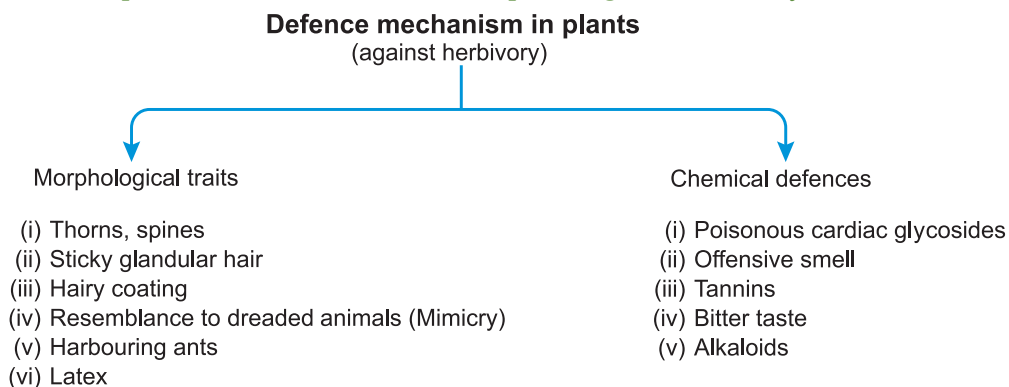 Defence mechanism in plants
(against herbivory)
Morphological traits
(i) Thorns, spines
(ii) Sticky glandular hair
(iii) Hairy coating
(iv) Resemblance to dreaded animals (Mimicry)
(v) Harbouring ants
(vi) Latex
Chemical defences
(i) Poisonous cardiac glycosides
(ii) Offensive smell
(iii) Tannins
(iv) Bitter taste
(v) Alkaloids